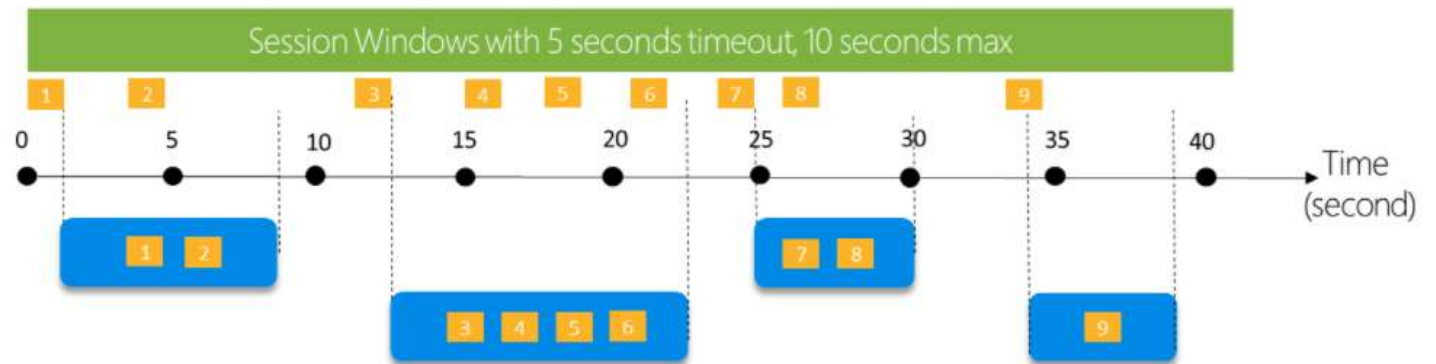 Session Windows with 5 seconds timeout, 10 seconds max
1 2 3 4 5 6 7 8 9
0 5 10 15 20 25 30 35 40
Time
(second)
1 2 7 8
3 4 5 6 9